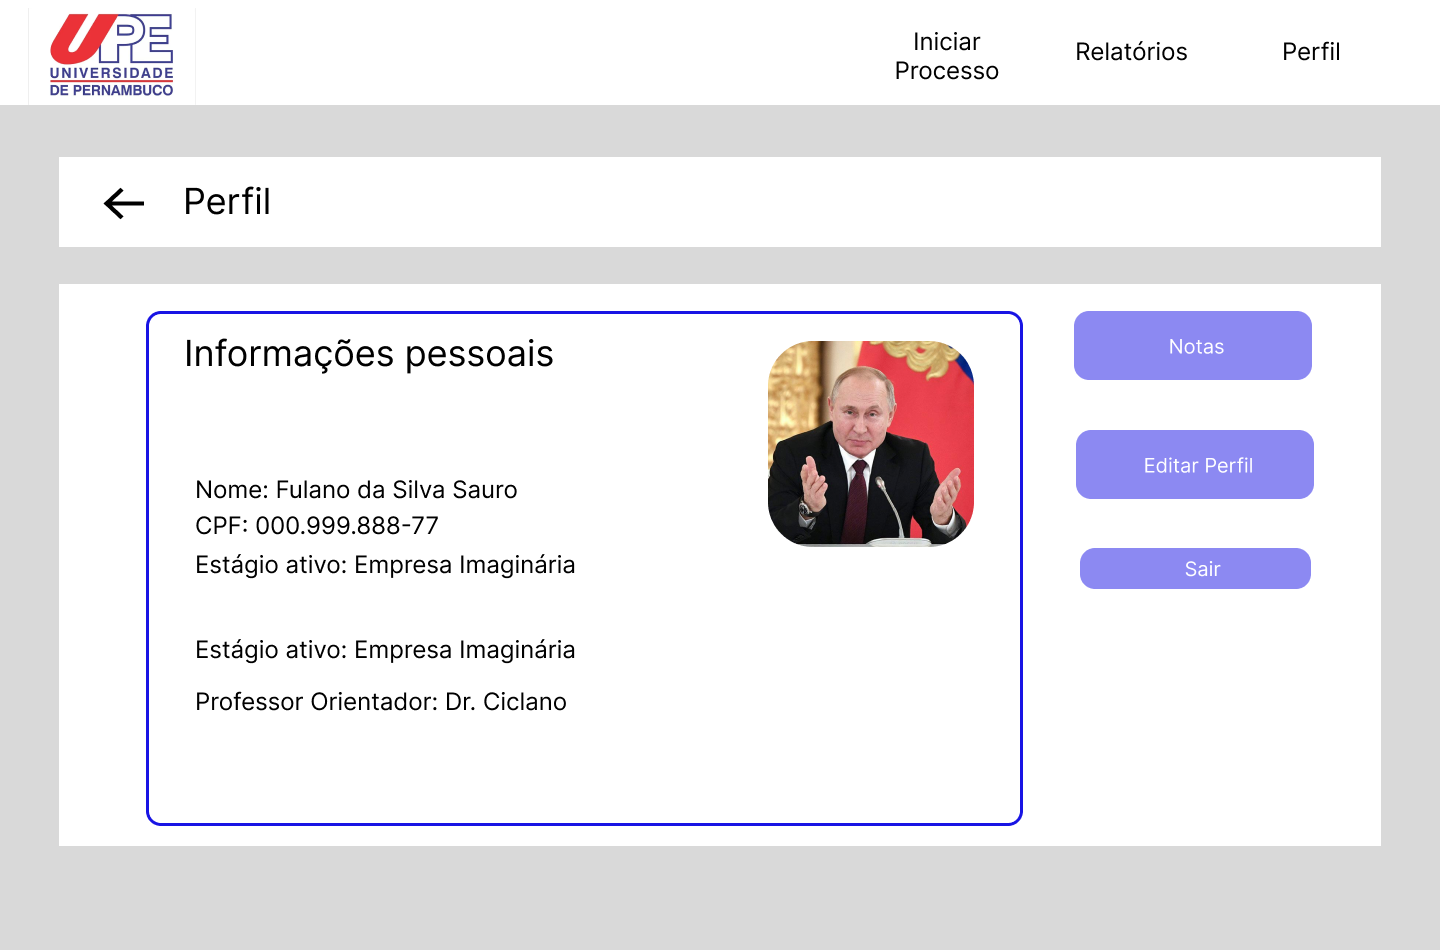 UPE
UNIVERSIDADE
DE PERNAMBUCO
Iniciar
Processo
Relatórios
Perfil
Perfil
Informações pessoais
Nome: Fulano da Silva Sauro
CPF: 000.999.888-77
Estágio ativo: Empresa Imaginária
Estágio ativo: Empresa Imaginária
Professor Orientador: Dr. Ciclano
Notas
Editar Perfil
Sair